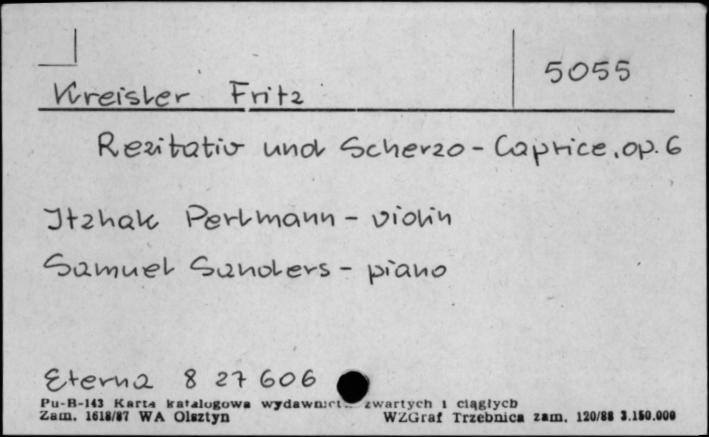 5055
Kreisler Fritz
Rezitativ und Scherzo - Caprice, op. 6
Itzhak Perlmann - violin
Samuel Sanders - piano
Eterna 8 27 606
Pu-B-143 Karta katalogowa wydawnictw zwartych i ciągłych
Zam. 1618/87 WA Olsztyn WZGraf Trzebnica zam. 120/88 3.150.000